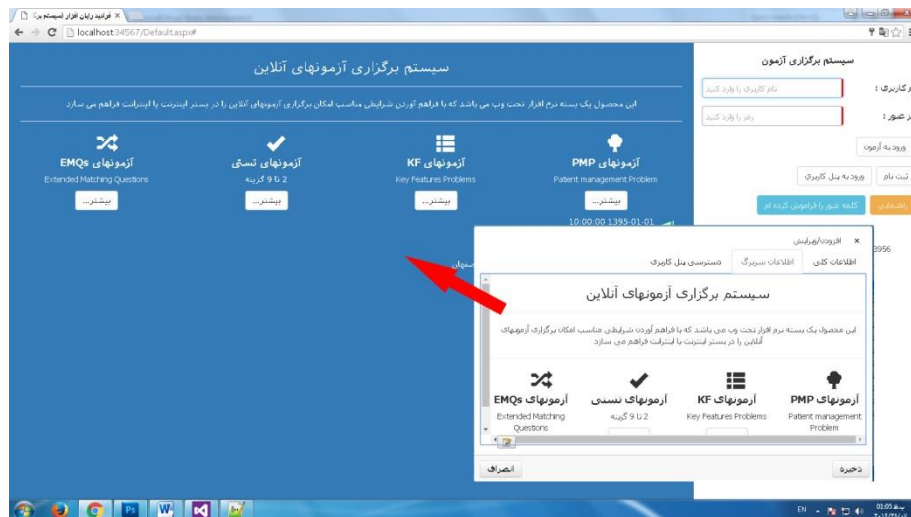 فرایند رایان افزار (سیستم بر
localhost:34567/Default.aspx#
سیستم برگزاری آزمون
نام کاربری را وارد کنید
رمز را وارد کنید
ورود به آزمون
ثبت نام
ورود به پنل کاربری
کلمه عبور را فراموش کرده ام
3956
سیستم برگزاری آزمونهای آنلاین
این محصول یک بسته نرم افزار تحت وب می باشد که با فراهم آوردن شرایطی مناسب امکان برگزاری آزمونهای آنلاین را در بستر اینترنت یا اینترانت فراهم می سازد
آزمونهای PMP
Patient management Problem
بیشتر...
آزمونهای KF
Key Features Problems
بیشتر...
آزمونهای تستی
2 تا 9 گزینه
بیشتر...
آزمونهای EMQs
Extended Matching Questions
بیشتر...
10:00:00 1395-01-01
افزودن/ویرایش
اطلاعات کلی
اطلاعات سربرگ
دسترسی پنل کاربری
سیستم برگزاری آزمونهای آنلاین
این محصول یک بسته نرم افزار تحت وب می باشد که با فراهم آوردن شرایطی مناسب امکان برگزاری آزمونهای
آنلاین را در بستر اینترنت یا اینترانت فراهم می سازد
آزمونهای PMP
Patient management
Problem
آزمونهای KF
Key Features Problems
آزمونهای تستی
2 تا 9 گزینه
آزمونهای EMQs
Extended Matching
Questions
ذخیره
انصراف
EN
01:05